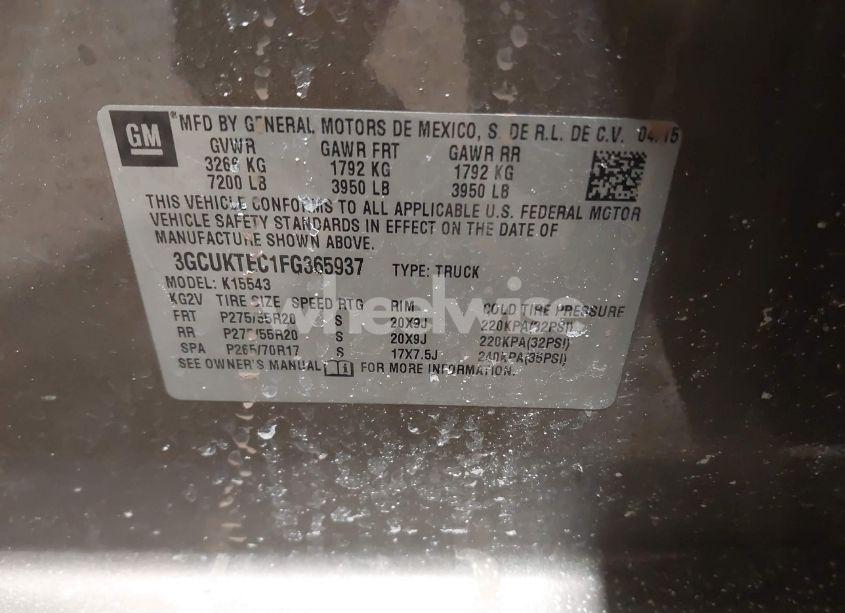 GM
® MFD BY GENERAL MOTORS DE MEXICO, S. DE R.L. DE C.V. 04/15
GVWR GAWR FRT GAWR RR
3266 KG 1792 KG 1792 KG
7200 LB 3950 LB 3950 LB
THIS VEHICLE CONFORMS TO ALL APPLICABLE U.S. FEDERAL MOTOR
VEHICLE SAFETY STANDARDS IN EFFECT ON THE DATE OF
MANUFACTURE SHOWN ABOVE.
3GCUKTEC1FG365937 TYPE: TRUCK
MODEL: K15543
KG2V TIRE SIZE SPEED RTG RIM COLD TIRE PRESSURE
FRT P275/55R20 S 20X9J 220KPA(32PSI)
RR P275/55R20 S 20X9J 220KPA(32PSI)
SPA P265/70R17 S 17X7.5J 240KPA(35PSI)
SEE OWNER'S MANUAL FOR MORE INFORMATION.
wheelwire